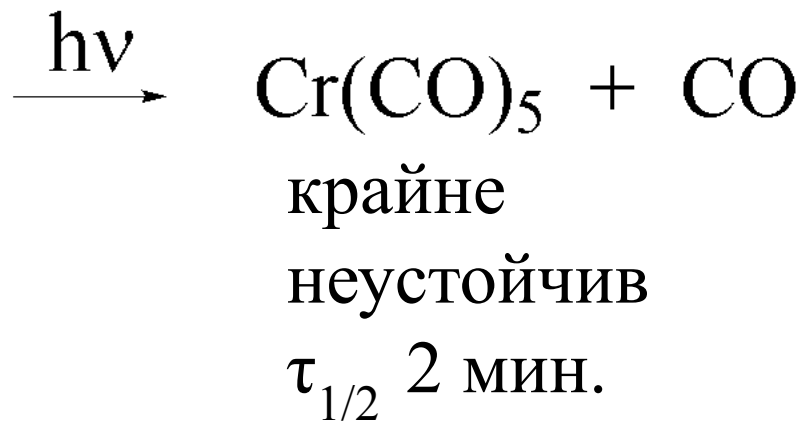 hν
→ Cr(CO)₅ + CO
крайне
неустойчив
τ₁/₂ 2 мин.